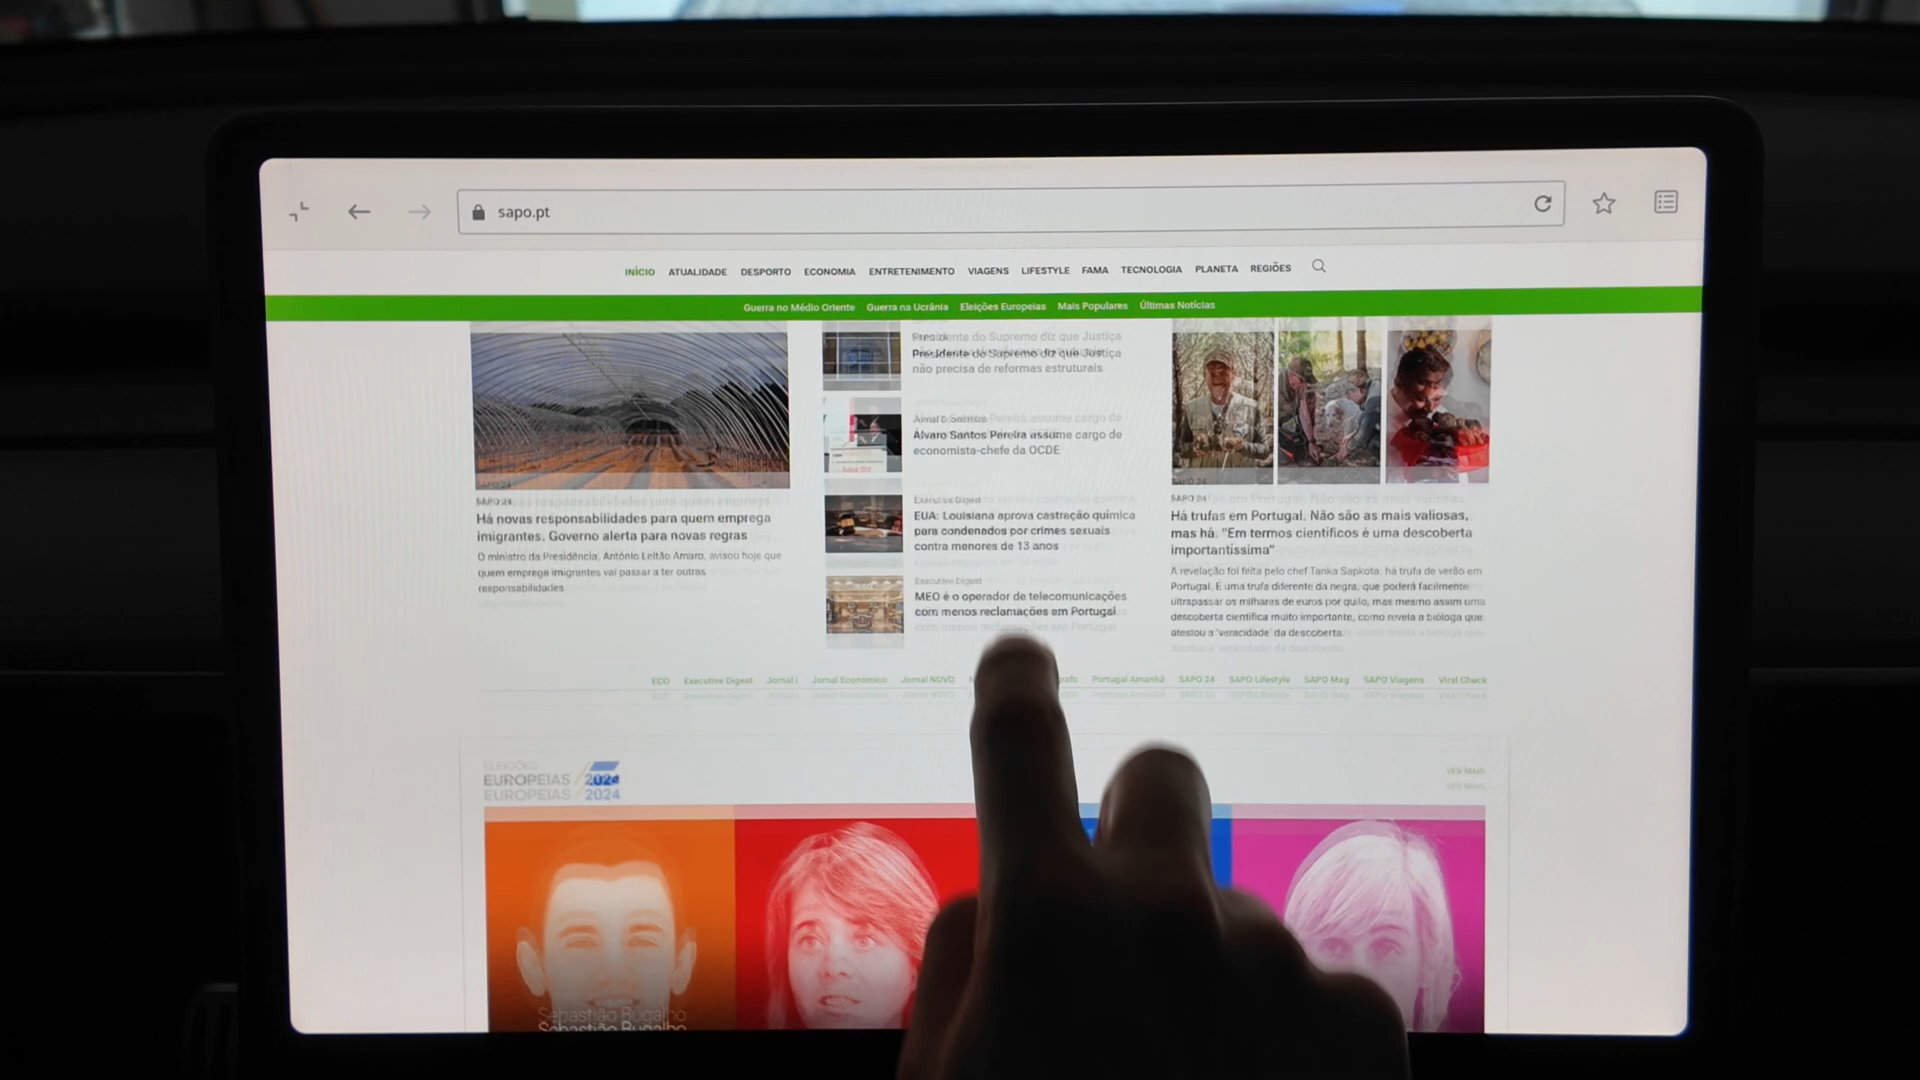 sapo.pt
INÍCIO ATUALIDADE DESPORTO ECONOMIA ENTRETENIMENTO VIAGENS LIFESTYLE FAMA TECNOLOGIA PLANETA REGIÕES
Guerra no Médio Oriente Guerra na Ucrânia Eleições Europeias Mais Populares Últimas Notícias
SAPO 24
Há novas responsabilidades para quem emprega
imigrantes. Governo alerta para novas regras
O ministro da Presidência, António Leitão Amaro, avisou hoje que
quem emprega imigrantes vai passar a ter outras
responsabilidades
Presidente do Supremo diz que Justiça
não precisa de reformas estruturais
Jornal Económico
Álvaro Santos Pereira assume cargo de
economista-chefe da OCDE
Executive Digest
EUA: Louisiana aprova castração química
para condenados por crimes sexuais
contra menores de 13 anos
Executive Digest
MEO é o operador de telecomunicações
com menos reclamações em Portugal
SAPO 24
Há trufas em Portugal. Não são as mais valiosas,
mas há. "Em termos científicos é uma descoberta
importantíssima"
A revelação foi feita pelo chef Tanka Sapkota: há trufa de verão em
Portugal. É uma trufa diferente da negra, que poderá facilmente
ultrapassar os milhares de euros por quilo, mas mesmo assim uma
descoberta científica muito importante, como revela a bióloga que
atestou a 'veracidade' da descoberta.
ECO Executive Digest Jornal i Jornal Económico Jornal NOVO Portugal Amanhã SAPO 24 SAPO Lifestyle SAPO Mag SAPO Viagens Viral Check
ELEIÇÕES
EUROPEIAS 2024
VER MAIS
Sebastião Bugalho